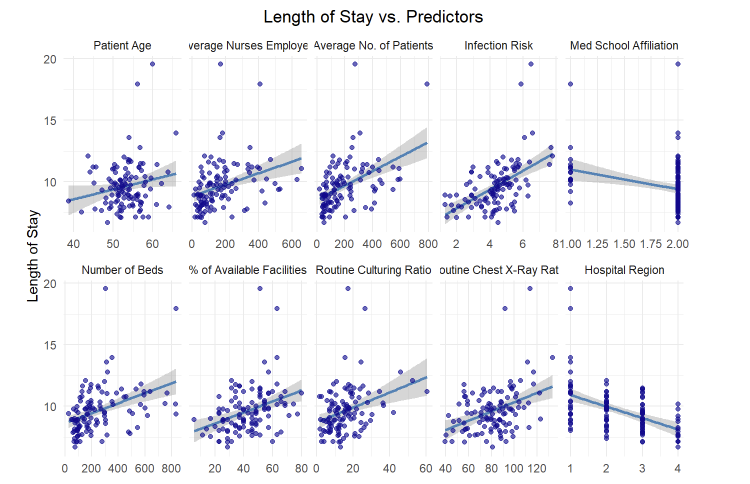 Length of Stay vs. Predictors
Patient Age
verage Nurses Employe
Average No. of Patients
Infection Risk
Med School Affiliation
20
15
10
40 50 60
0 200 400 600
0 200 400 600 800
2 4 6 8
1.00 1.25 1.50 1.75 2.00
Length of Stay
Number of Beds
% of Available Facilities
Routine Culturing Ratio
outine Chest X-Ray Rat
Hospital Region
20
15
10
0 200 400 600 800
20 40 60 80
0 20 40 60
40 60 80 100 120
1 2 3 4